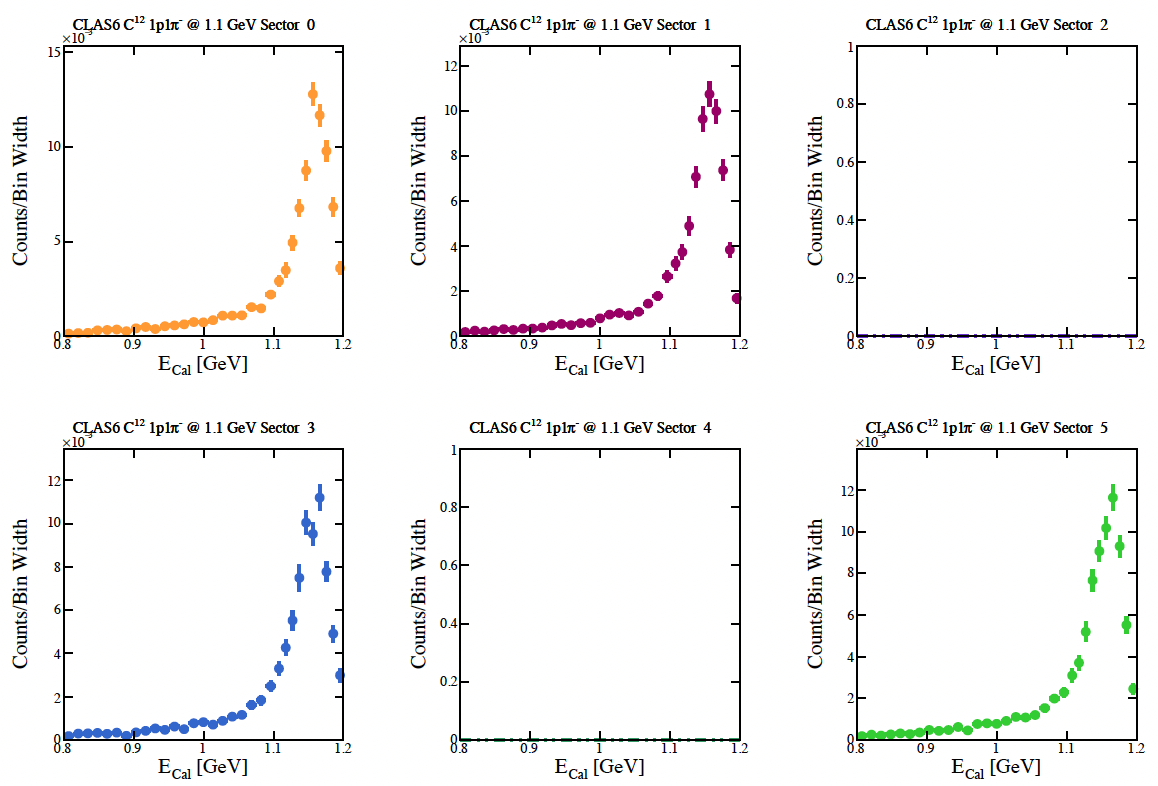 CLAS6 C¹² 1p1π⁻ @ 1.1 GeV Sector 0
×10⁻³
15
10
5
0
0.8 0.9 1 1.1 1.2
Counts/Bin Width
E_Cal [GeV]
CLAS6 C¹² 1p1π⁻ @ 1.1 GeV Sector 1
×10⁻³
12
10
8
6
4
2
0
0.8 0.9 1 1.1 1.2
Counts/Bin Width
E_Cal [GeV]
CLAS6 C¹² 1p1π⁻ @ 1.1 GeV Sector 2
1
0.8
0.6
0.4
0.2
0
0.8 0.9 1 1.1 1.2
Counts/Bin Width
E_Cal [GeV]
CLAS6 C¹² 1p1π⁻ @ 1.1 GeV Sector 3
×10⁻³
12
10
8
6
4
2
0
0.8 0.9 1 1.1 1.2
Counts/Bin Width
E_Cal [GeV]
CLAS6 C¹² 1p1π⁻ @ 1.1 GeV Sector 4
1
0.8
0.6
0.4
0.2
0
0.8 0.9 1 1.1 1.2
Counts/Bin Width
E_Cal [GeV]
CLAS6 C¹² 1p1π⁻ @ 1.1 GeV Sector 5
×10⁻³
12
10
8
6
4
2
0
0.8 0.9 1 1.1 1.2
Counts/Bin Width
E_Cal [GeV]